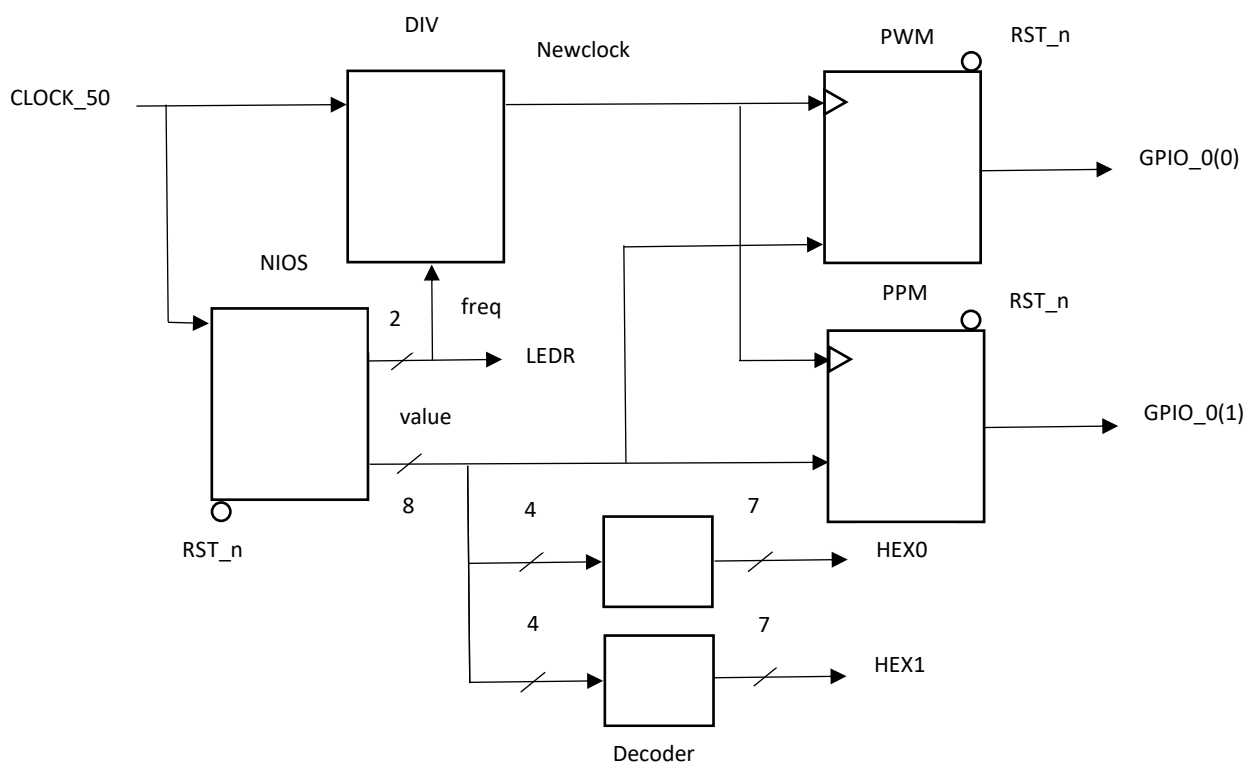 DIV
PWM
RST_n
Newclock
CLOCK_50
GPIO_0(0)
NIOS
PPM
RST_n
2
freq
LEDR
value
GPIO_0(1)
8
4
7
RST_n
HEX0
4
7
HEX1
Decoder